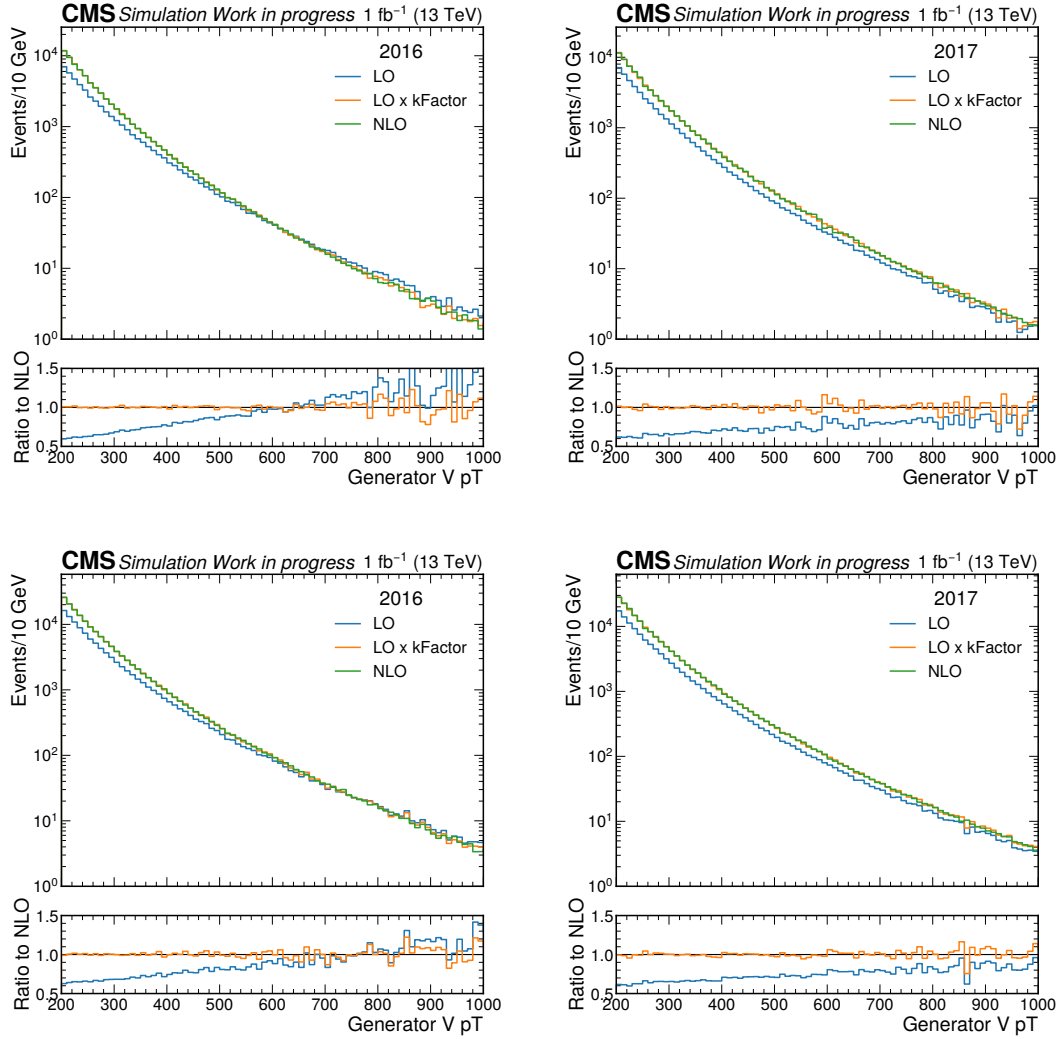 CMS Simulation Work in progress 1 fb⁻¹ (13 TeV)
Events/10 GeV
10⁴
10³
10²
10¹
10⁰
2016
LO
LO x kFactor
NLO
Ratio to NLO
1.5
1.0
0.5
200 300 400 500 600 700 800 900 1000
Generator V pT
CMS Simulation Work in progress 1 fb⁻¹ (13 TeV)
Events/10 GeV
10⁴
10³
10²
10¹
10⁰
2017
LO
LO x kFactor
NLO
Ratio to NLO
1.5
1.0
0.5
200 300 400 500 600 700 800 900 1000
Generator V pT
CMS Simulation Work in progress 1 fb⁻¹ (13 TeV)
Events/10 GeV
10⁴
10³
10²
10¹
10⁰
2016
LO
LO x kFactor
NLO
Ratio to NLO
1.5
1.0
0.5
200 300 400 500 600 700 800 900 1000
Generator V pT
CMS Simulation Work in progress 1 fb⁻¹ (13 TeV)
Events/10 GeV
10⁴
10³
10²
10¹
10⁰
2017
LO
LO x kFactor
NLO
Ratio to NLO
1.5
1.0
0.5
200 300 400 500 600 700 800 900 1000
Generator V pT